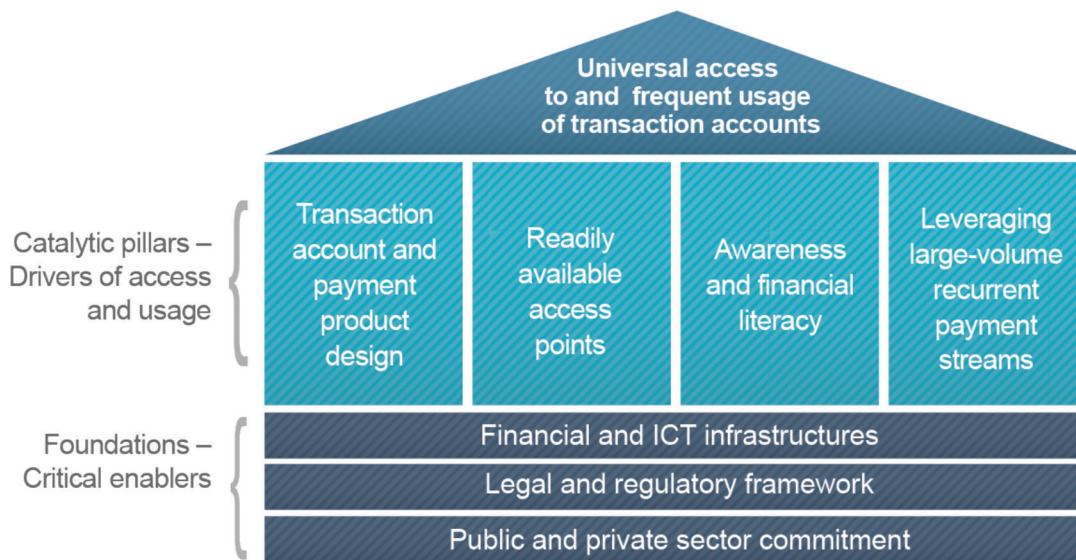 Universal access
to and frequent usage
of transaction accounts
Catalytic pillars –
Drivers of access
and usage
Transaction
account and
payment
product
design
Readily
available
access
points
Awareness
and financial
literacy
Leveraging
large-volume
recurrent
payment
streams
Foundations –
Critical enablers
Financial and ICT infrastructures
Legal and regulatory framework
Public and private sector commitment